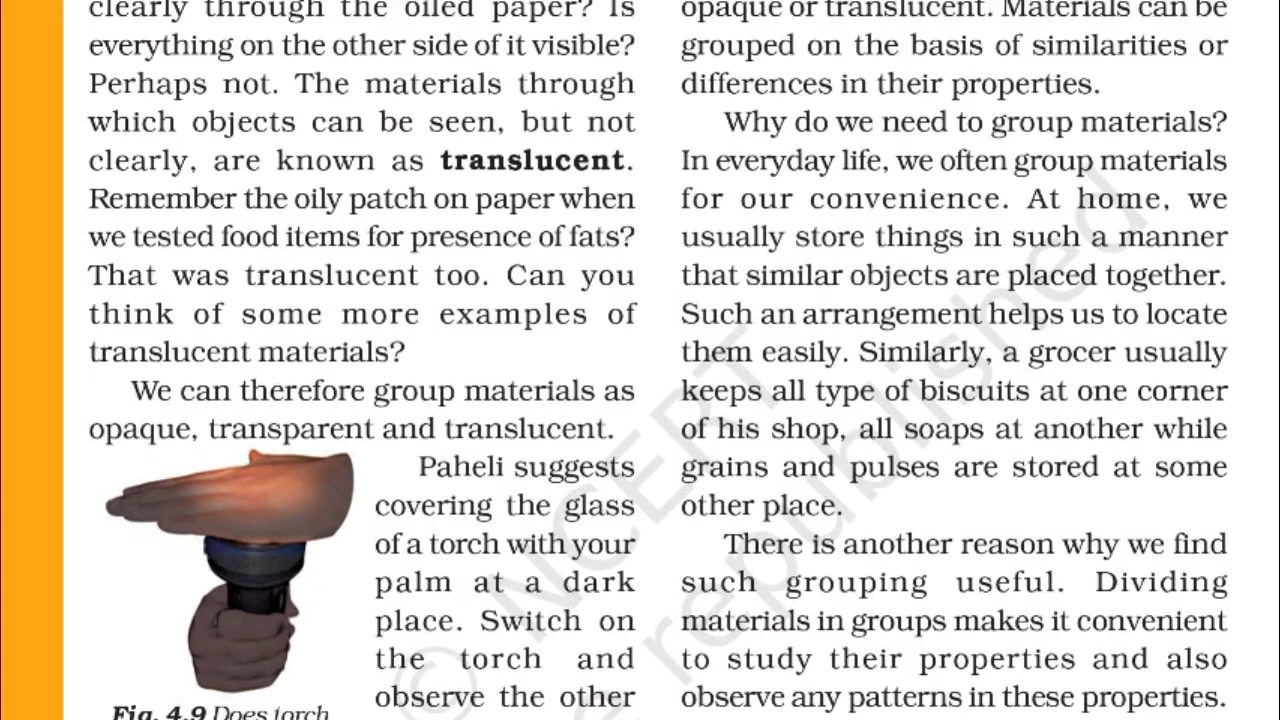 clearly through the oiled paper? Is
everything on the other side of it visible?
Perhaps not. The materials through
which objects can be seen, but not
clearly, are known as translucent.
Remember the oily patch on paper when
we tested food items for presence of fats?
That was translucent too. Can you
think of some more examples of
translucent materials?
We can therefore group materials as
opaque, transparent and translucent.
Paheli suggests
covering the glass
of a torch with your
palm at a dark
place. Switch on
the torch and
observe the other
Fig. 4.9 Does torch
opaque or translucent. Materials can be
grouped on the basis of similarities or
differences in their properties.
Why do we need to group materials?
In everyday life, we often group materials
for our convenience. At home, we
usually store things in such a manner
that similar objects are placed together.
Such an arrangement helps us to locate
them easily. Similarly, a grocer usually
keeps all type of biscuits at one corner
of his shop, all soaps at another while
grains and pulses are stored at some
other place.
There is another reason why we find
such grouping useful. Dividing
materials in groups makes it convenient
to study their properties and also
observe any patterns in these properties.
© NCERT
republished